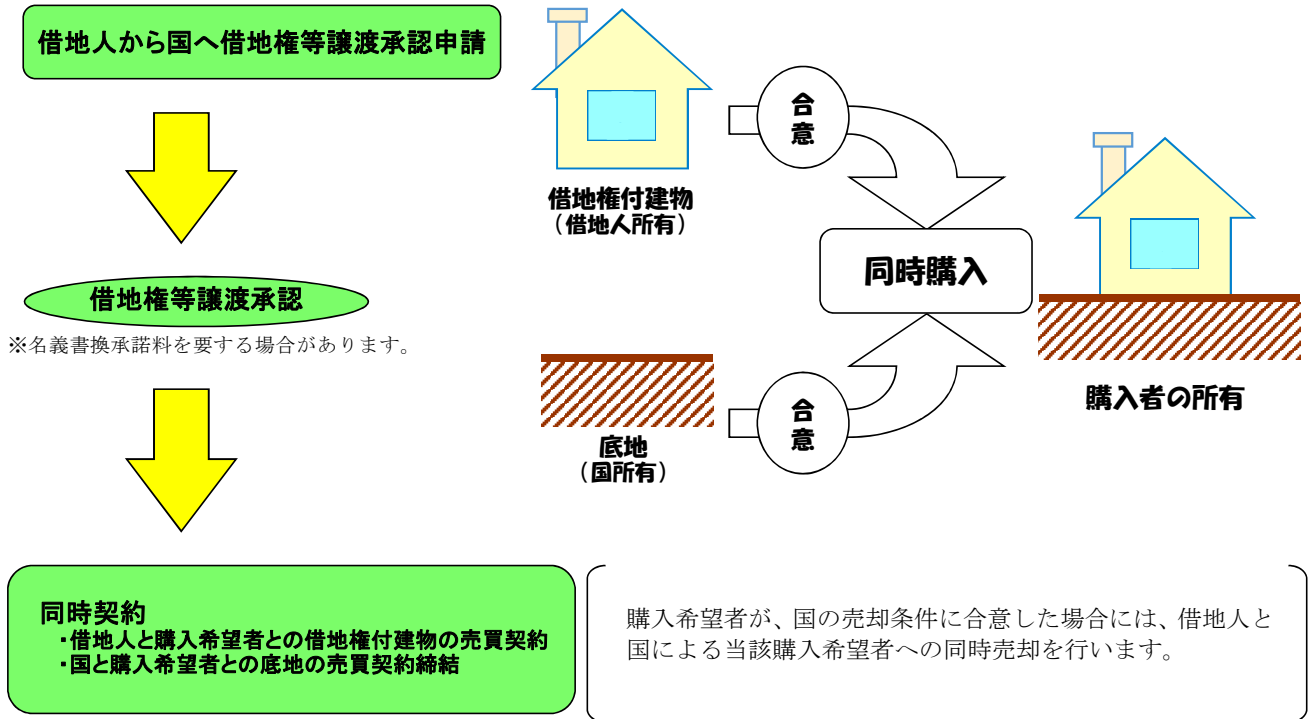 借地人から国へ借地権等譲渡承認申請
借地権等譲渡承認
※名義書換承諾料を要する場合があります。
同時契約
・借地人と購入希望者との借地権付建物の売買契約
・国と購入希望者との底地の売買契約締結
借地権付建物
(借地人所有)
合
意
同時購入
底地
(国所有)
合
意
購入者の所有
購入希望者が、国の売却条件に合意した場合には、借地人と
国による当該購入希望者への同時売却を行います。